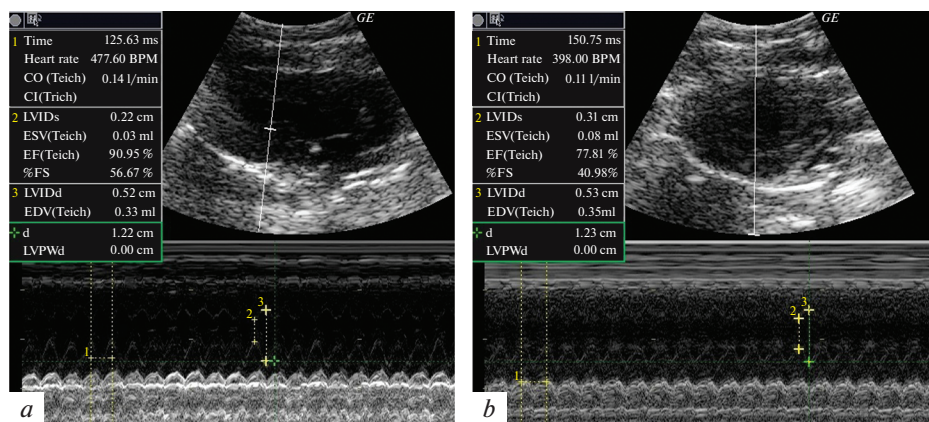 GE
1 Time 125.63 ms
Heart rate 477.60 BPM
CO (Teich) 0.14 l/min
CI(Trich)
2 LVIDs 0.22 cm
ESV(Teich) 0.03 ml
EF(Teich) 90.95 %
%FS 56.67 %
3 LVIDd 0.52 cm
EDV(Teich) 0.33 ml
d 1.22 cm
LVPWd 0.00 cm
3
2
1
a
GE
1 Time 150.75 ms
Heart rate 398.00 BPM
CO (Teich) 0.11 l/min
CI(Trich)
2 LVIDs 0.31 cm
ESV(Teich) 0.08 ml
EF(Teich) 77.81 %
%FS 40.98%
3 LVIDd 0.53 cm
EDV(Teich) 0.35ml
d 1.23 cm
LVPWd 0.00 cm
3
2
1
b